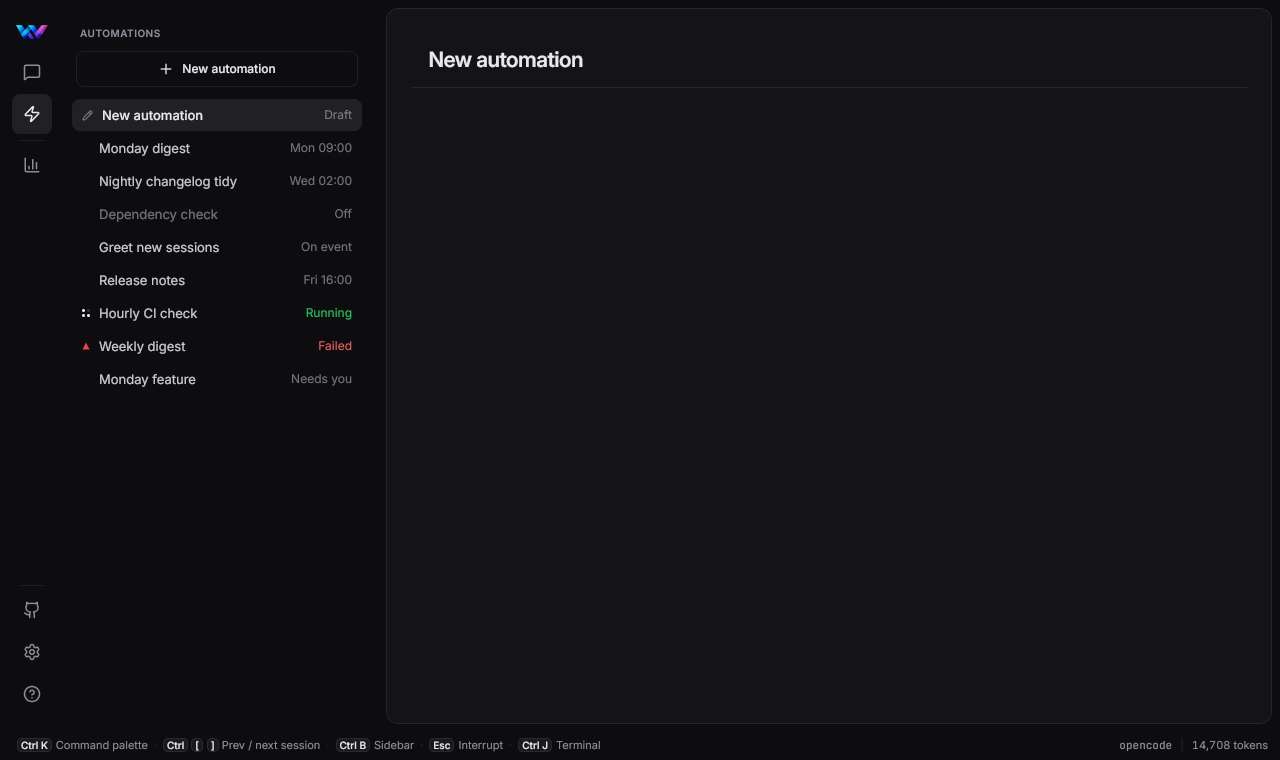 AUTOMATIONS
New automation
New automation Draft
Monday digest Mon 09:00
Nightly changelog tidy Wed 02:00
Dependency check Off
Greet new sessions On event
Release notes Fri 16:00
Hourly CI check Running
Weekly digest Failed
Monday feature Needs you
New automation
Ctrl K Command palette · Ctrl [ ] Prev / next session · Ctrl B Sidebar · Esc Interrupt · Ctrl J Terminal
opencode 14,708 tokens